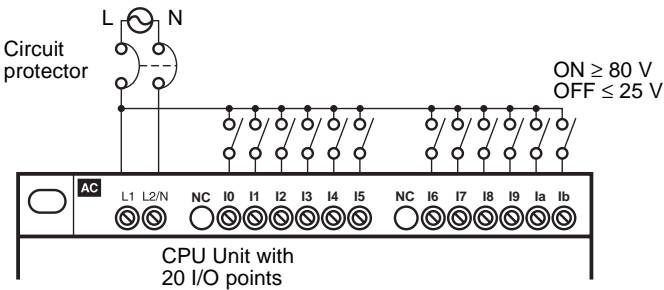 L N
Circuit
protector
ON ≥ 80 V
OFF ≤ 25 V
AC L1 L2/N NC I0 I1 I2 I3 I4 I5 NC I6 I7 I8 I9 Ia Ib
CPU Unit with
20 I/O points